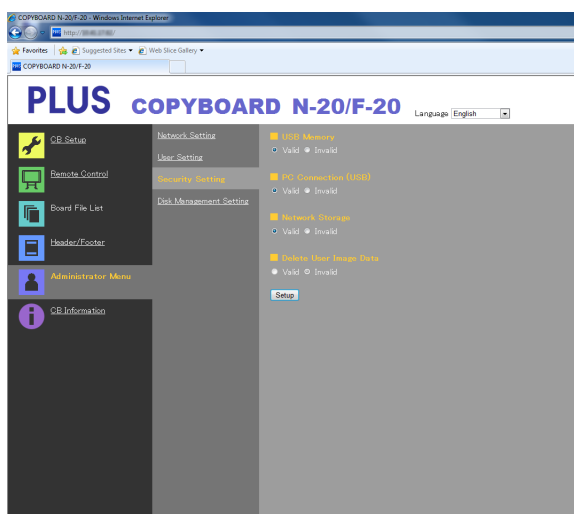 COPYBOARD N-20/F-20 - Windows Internet Explorer
http://
Favorites
Suggested Sites
Web Slice Gallery
COPYBOARD N-20/F-20
PLUS COPYBOARD N-20/F-20
Language English
CB Setup
Remote Control
Board File List
Header/Footer
Administrator Menu
CB Information
Network Setting
User Setting
Security Setting
Disk Management Setting
USB Memory
Valid Invalid
PC Connection (USB)
Valid Invalid
Network Storage
Valid Invalid
Delete User Image Data
Valid Invalid
Setup